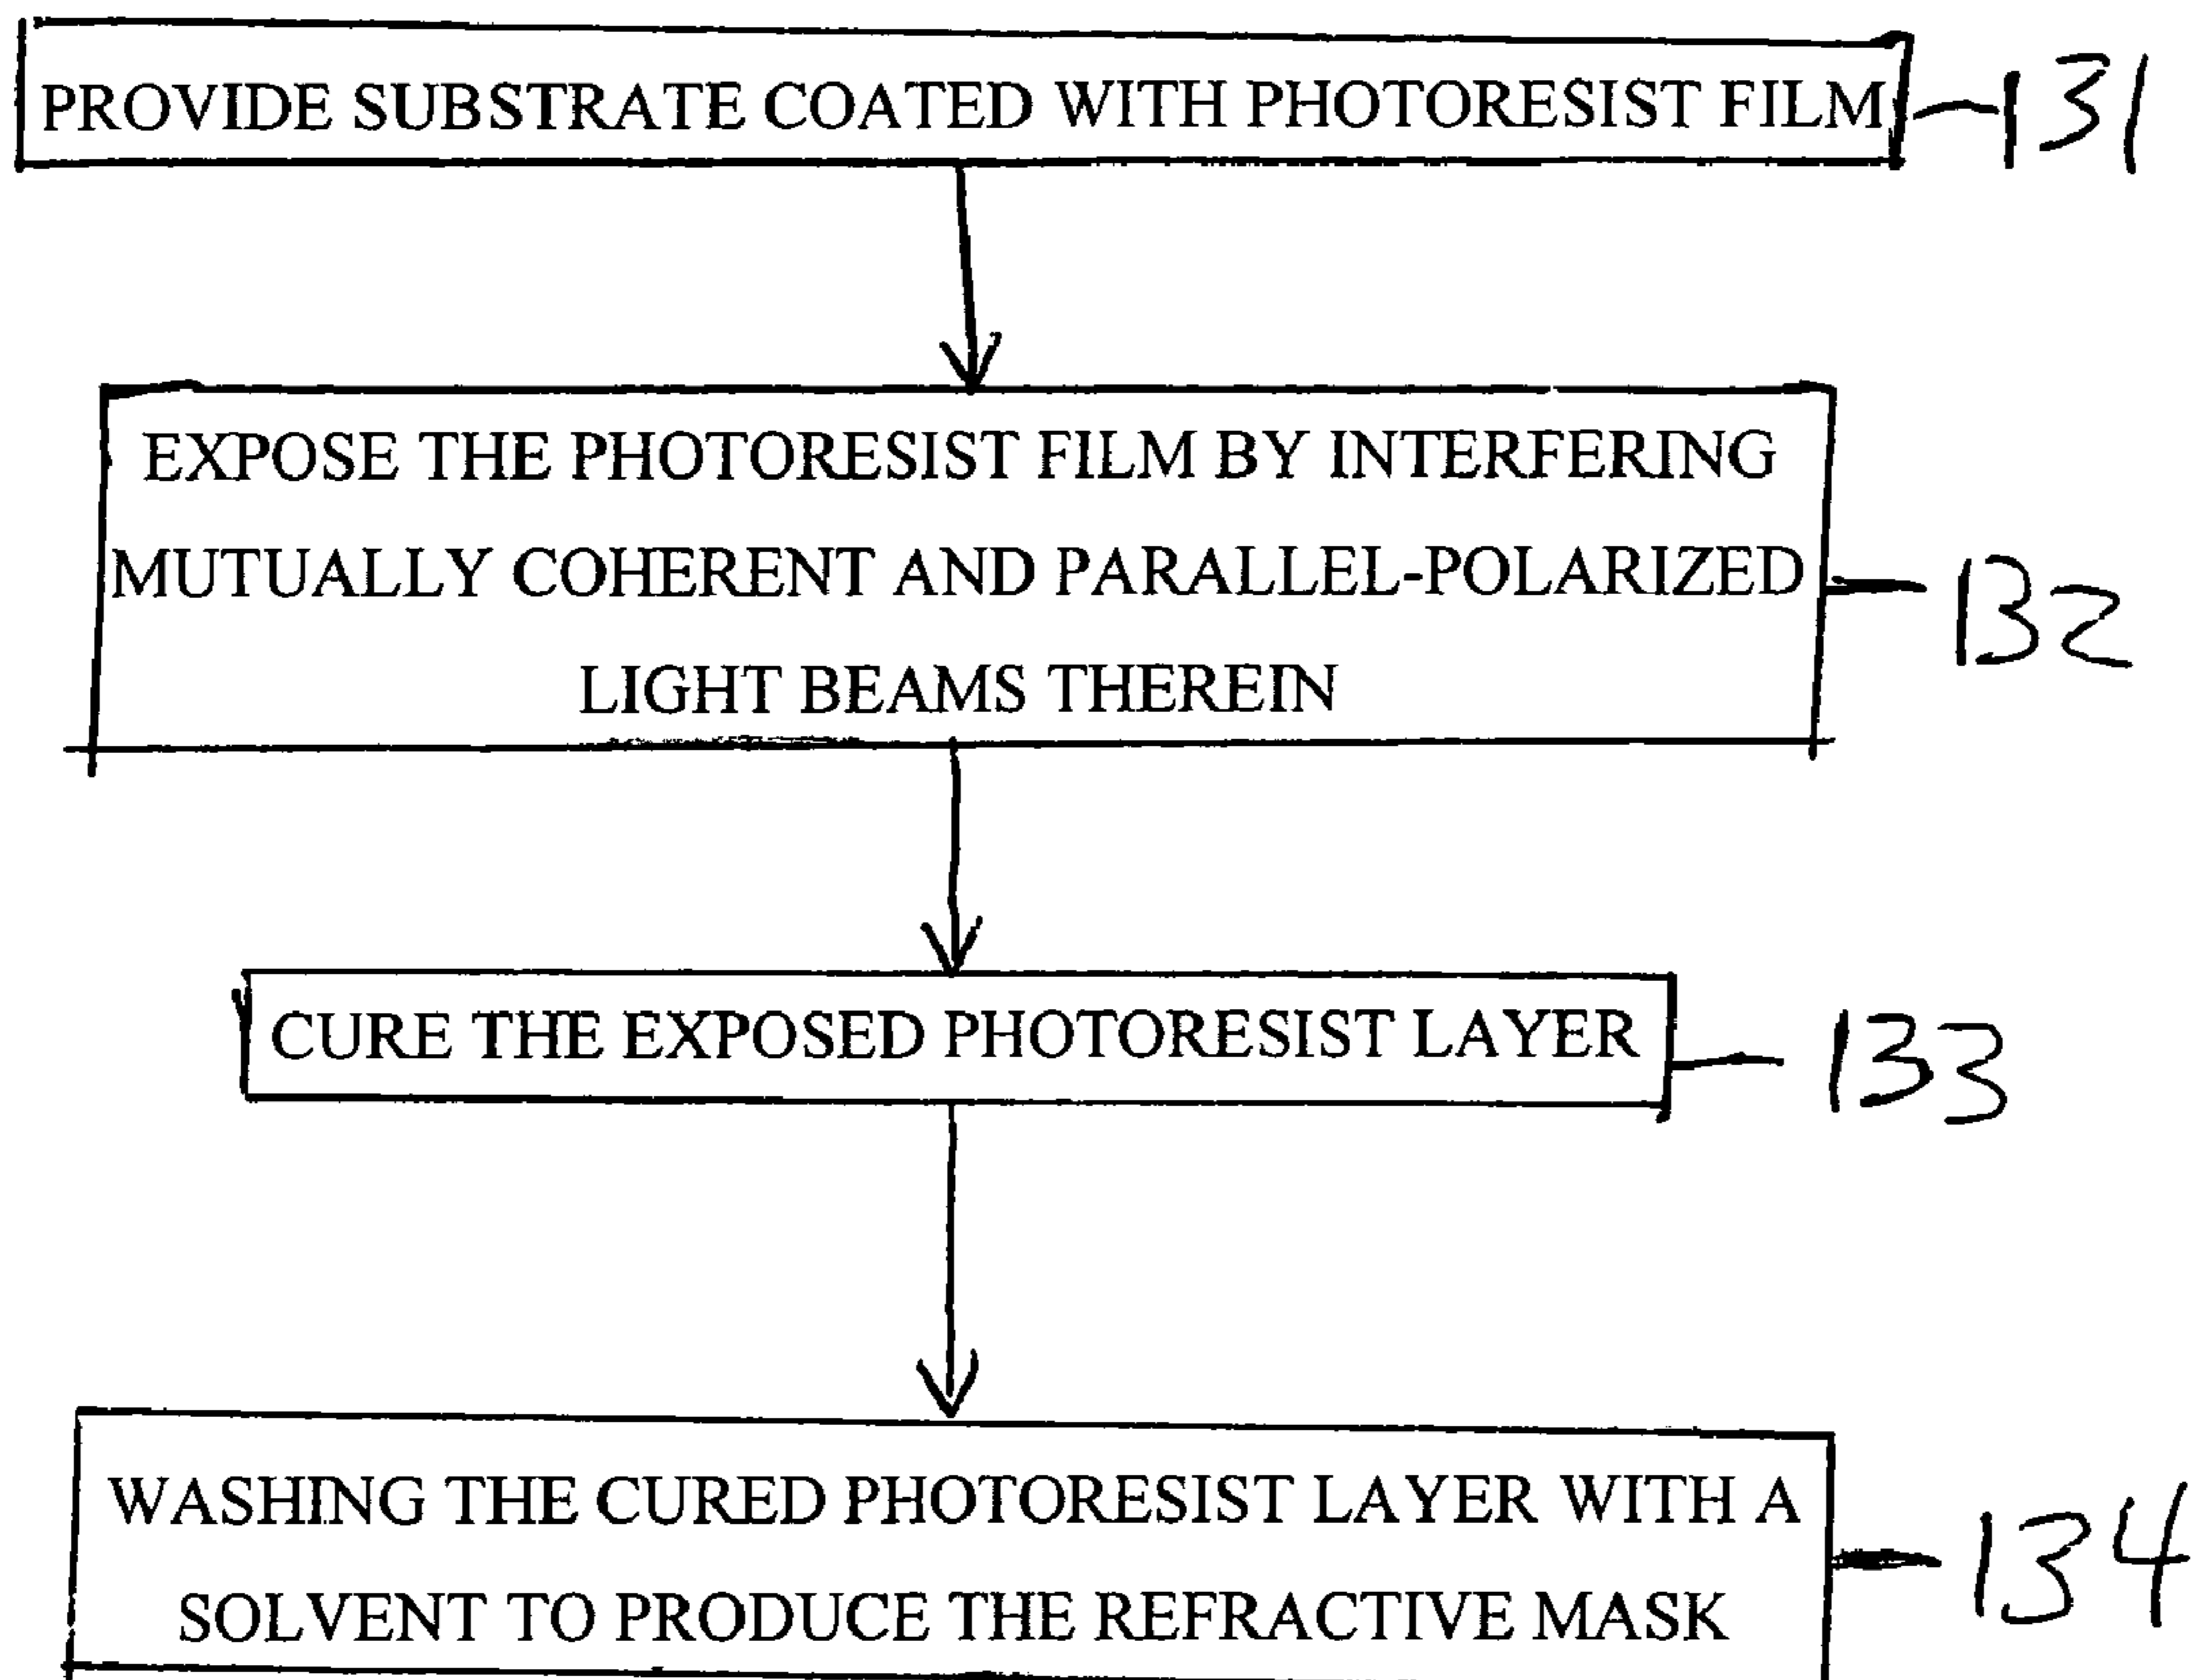 PROVIDE SUBSTRATE COATED WITH PHOTORESIST FILM 131
EXPOSE THE PHOTORESIST FILM BY INTERFERING
MUTUALLY COHERENT AND PARALLEL-POLARIZED 132
LIGHT BEAMS THEREIN
CURE THE EXPOSED PHOTORESIST LAYER 133
WASHING THE CURED PHOTORESIST LAYER WITH A
134
SOLVENT TO PRODUCE THE REFRACTIVE MASK